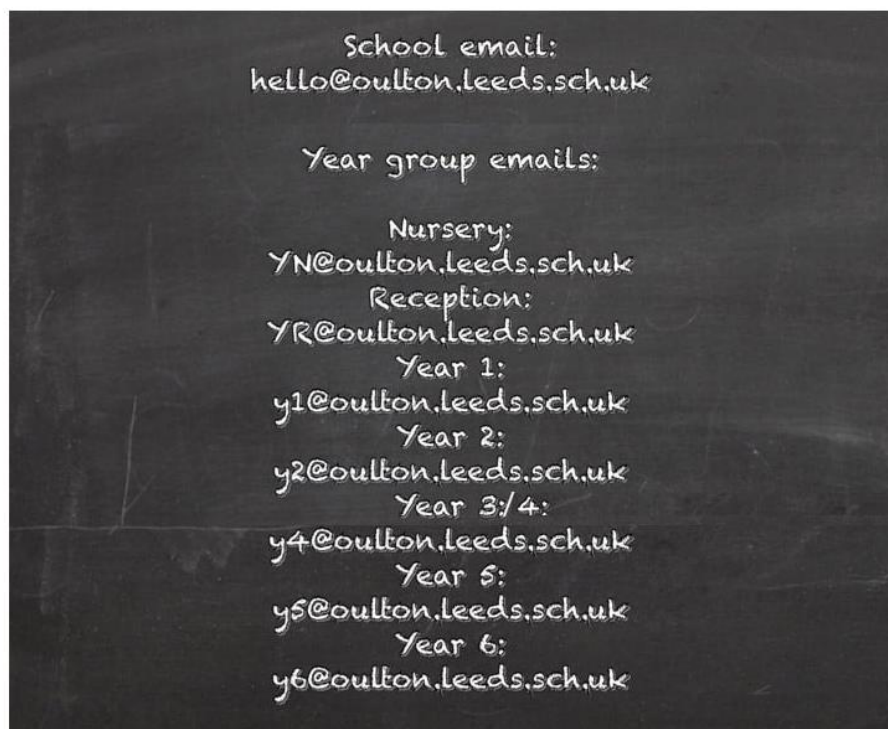 School email:
hello@oulton.leeds.sch.uk
Year group emails:
Nursery:
YN@oulton.leeds.sch.uk
Reception:
YR@oulton.leeds.sch.uk
Year 1:
y1@oulton.leeds.sch.uk
Year 2:
y2@oulton.leeds.sch.uk
Year 3:/4:
y4@oulton.leeds.sch.uk
Year 5:
y5@oulton.leeds.sch.uk
Year 6:
y6@oulton.leeds.sch.uk